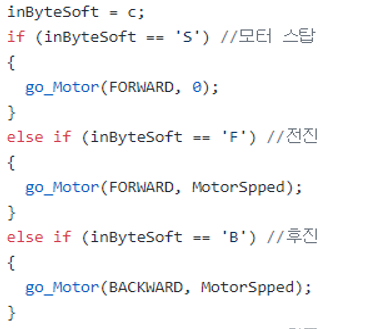 inByteSoft = c;
if (inByteSoft == 'S') //모터 스탑
{
go_Motor(FORWARD, 0);
}
else if (inByteSoft == 'F') //전진
{
go_Motor(FORWARD, MotorSpped);
}
else if (inByteSoft == 'B') //후진
{
go_Motor(BACKWARD, MotorSpped);
}